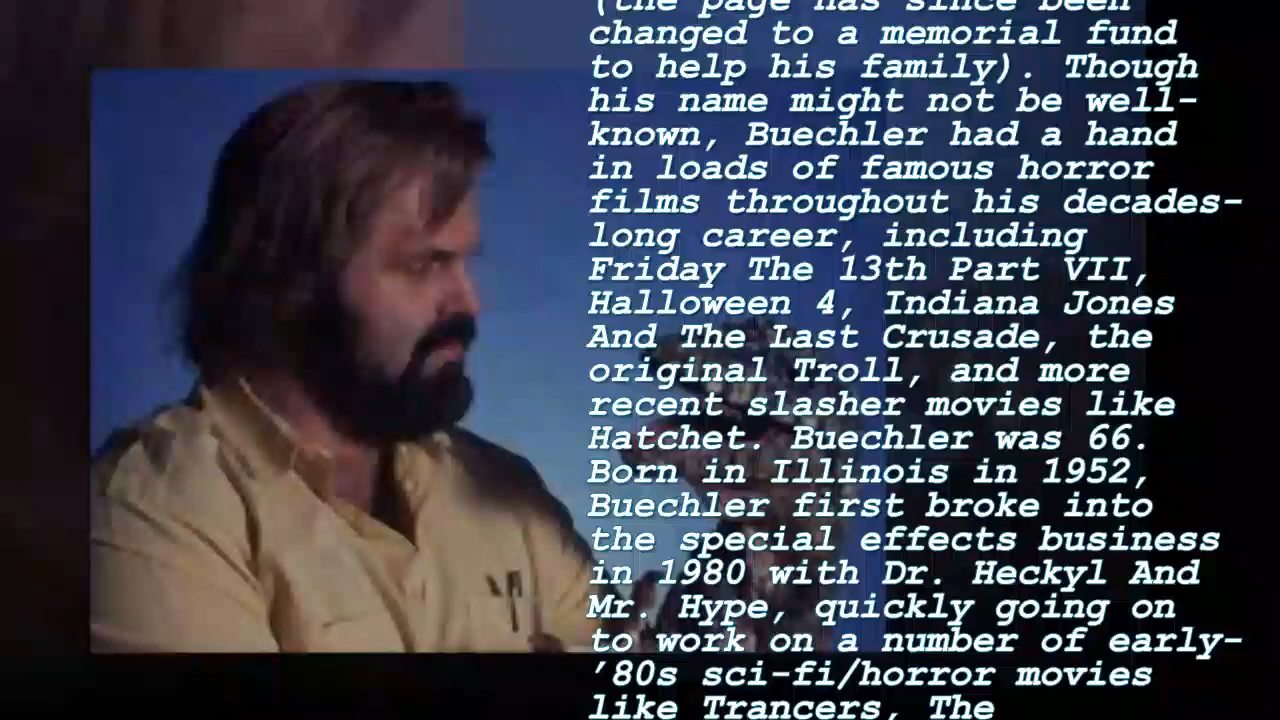 (the page has since been
changed to a memorial fund
to help his family). Though
his name might not be well-
known, Buechler had a hand
in loads of famous horror
films throughout his decades-
long career, including
Friday The 13th Part VII,
Halloween 4, Indiana Jones
And The Last Crusade, the
original Troll, and more
recent slasher movies like
Hatchet. Buechler was 66.
Born in Illinois in 1952,
Buechler first broke into
the special effects business
in 1980 with Dr. Heckyl And
Mr. Hype, quickly going on
to work on a number of early-
'80s sci-fi/horror movies
like Trancers, The